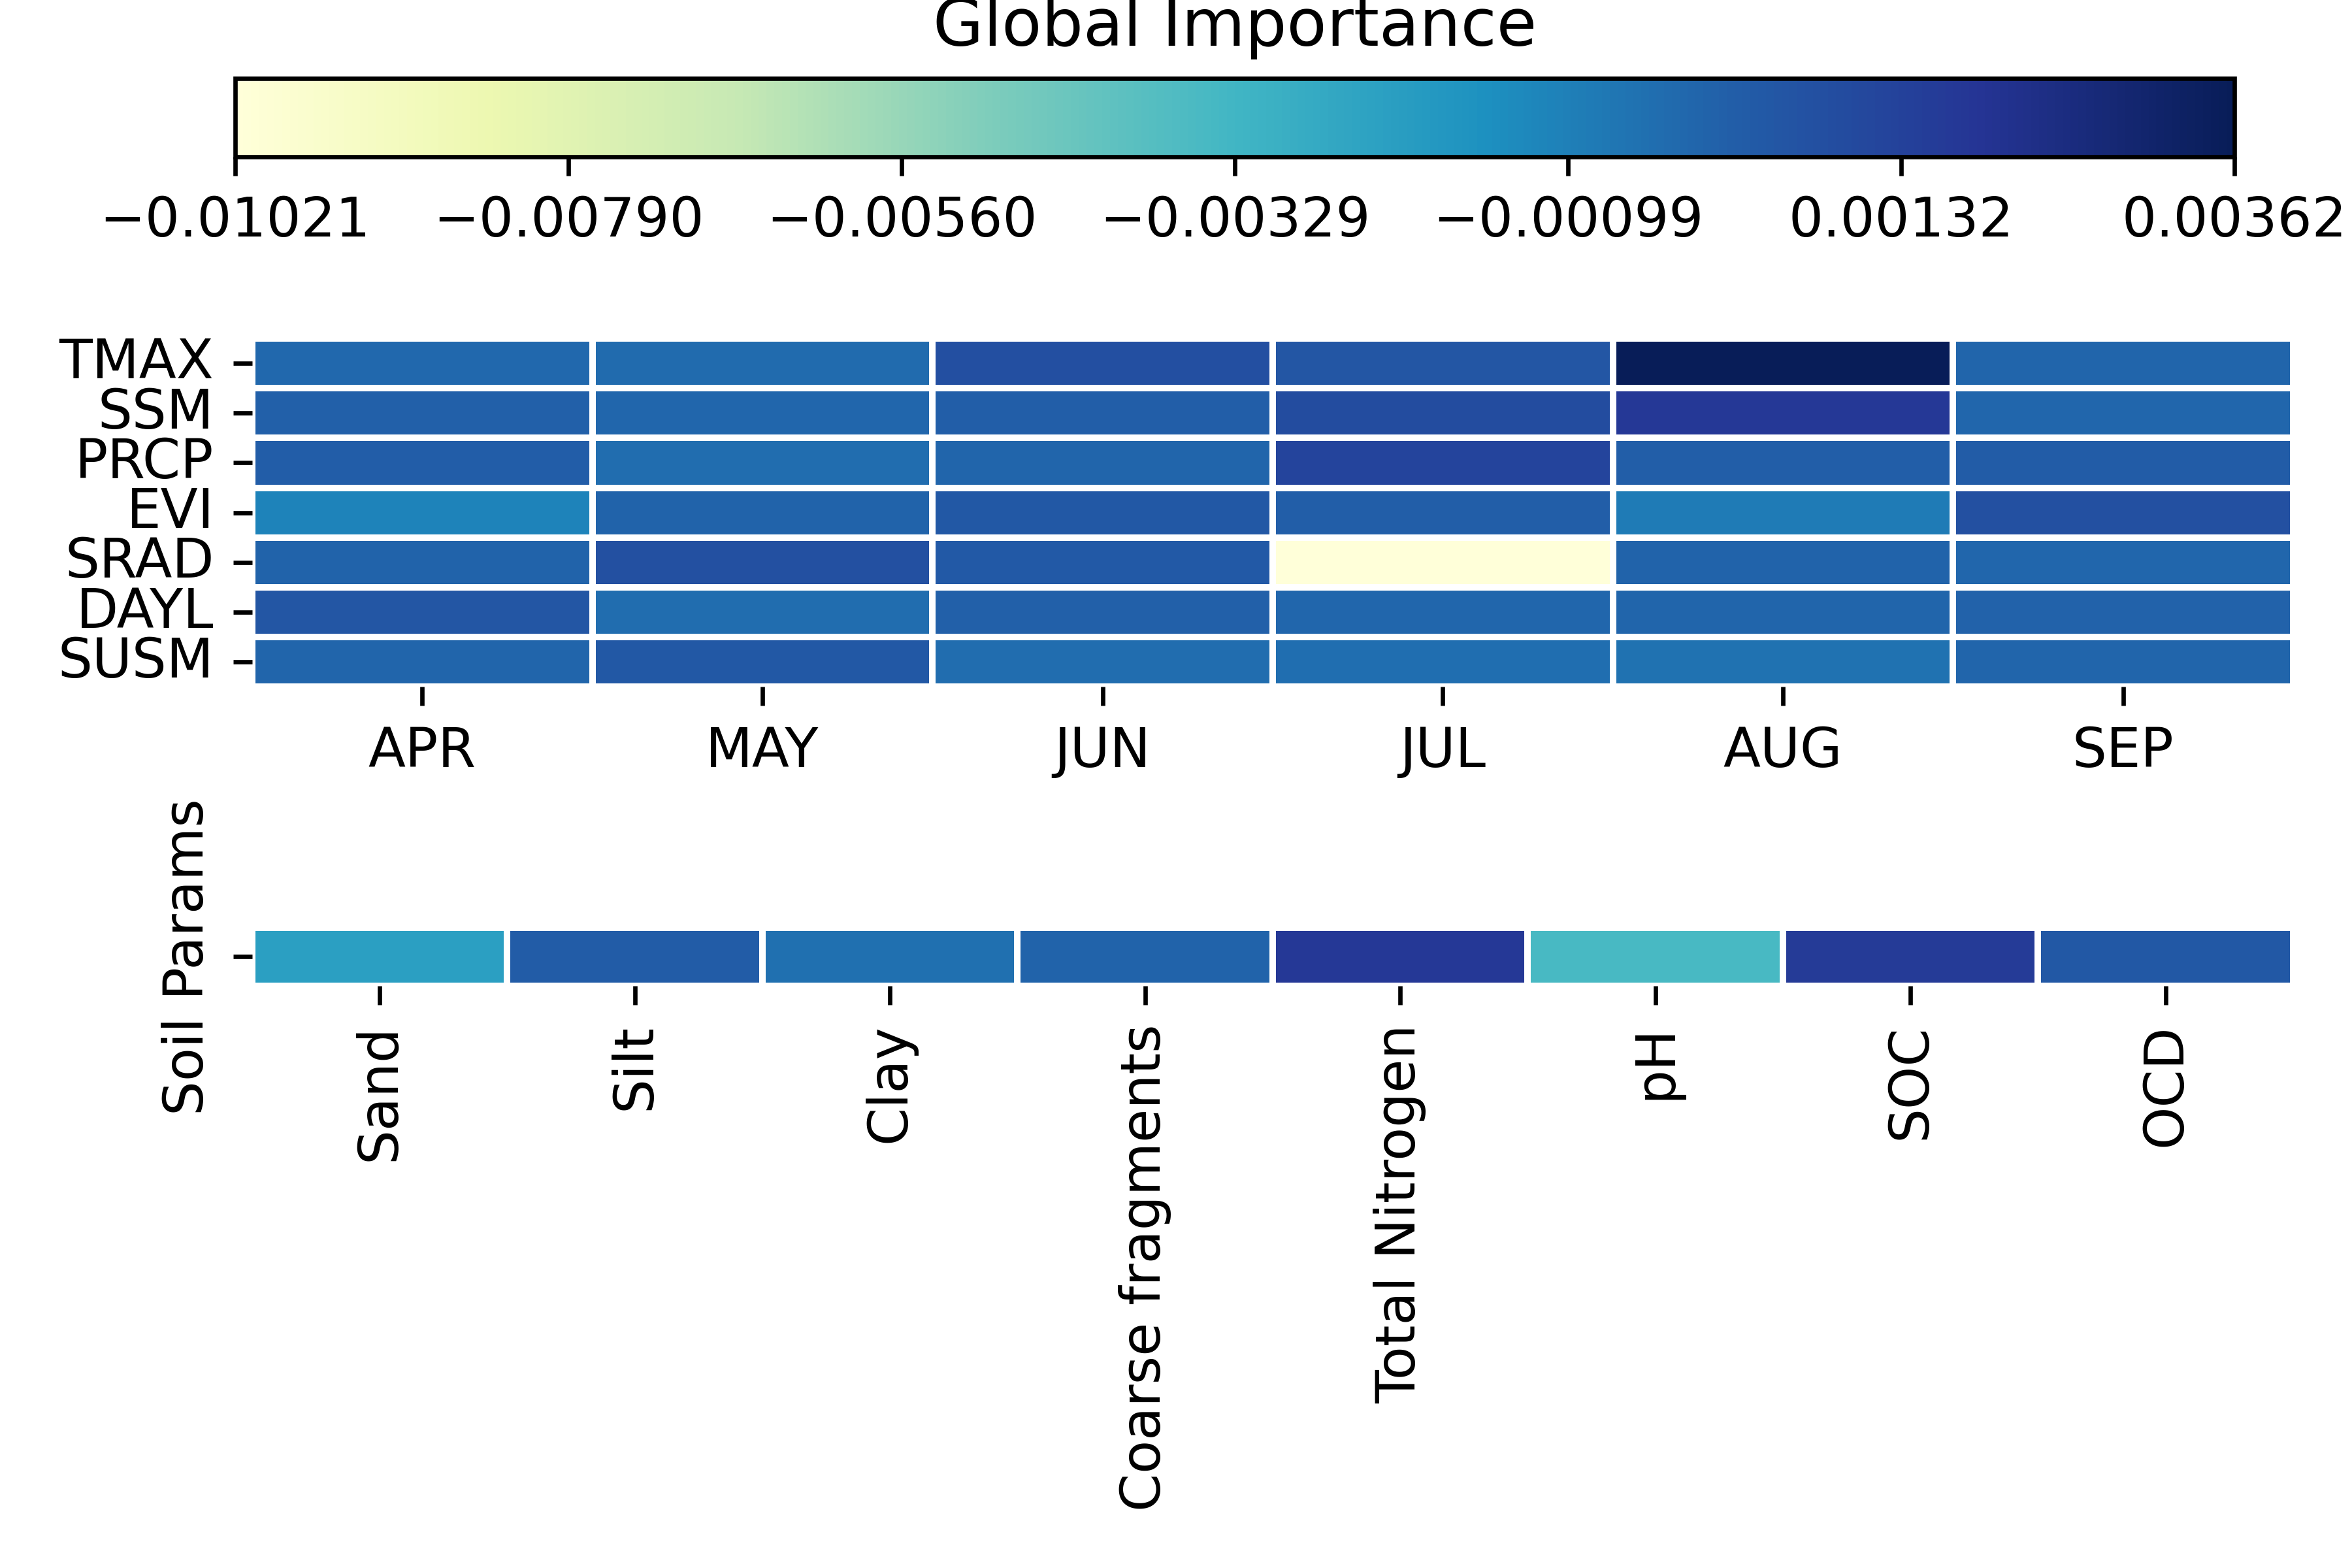 Global Importance
−0.01021 −0.00790 −0.00560 −0.00329 −0.00099 0.00132 0.00362
TMAX
SSM
PRCP
EVI
SRAD
DAYL
SUSM
APR MAY JUN JUL AUG SEP
Soil Params
Sand
Silt
Clay
Coarse fragments
Total Nitrogen
pH
SOC
OCD